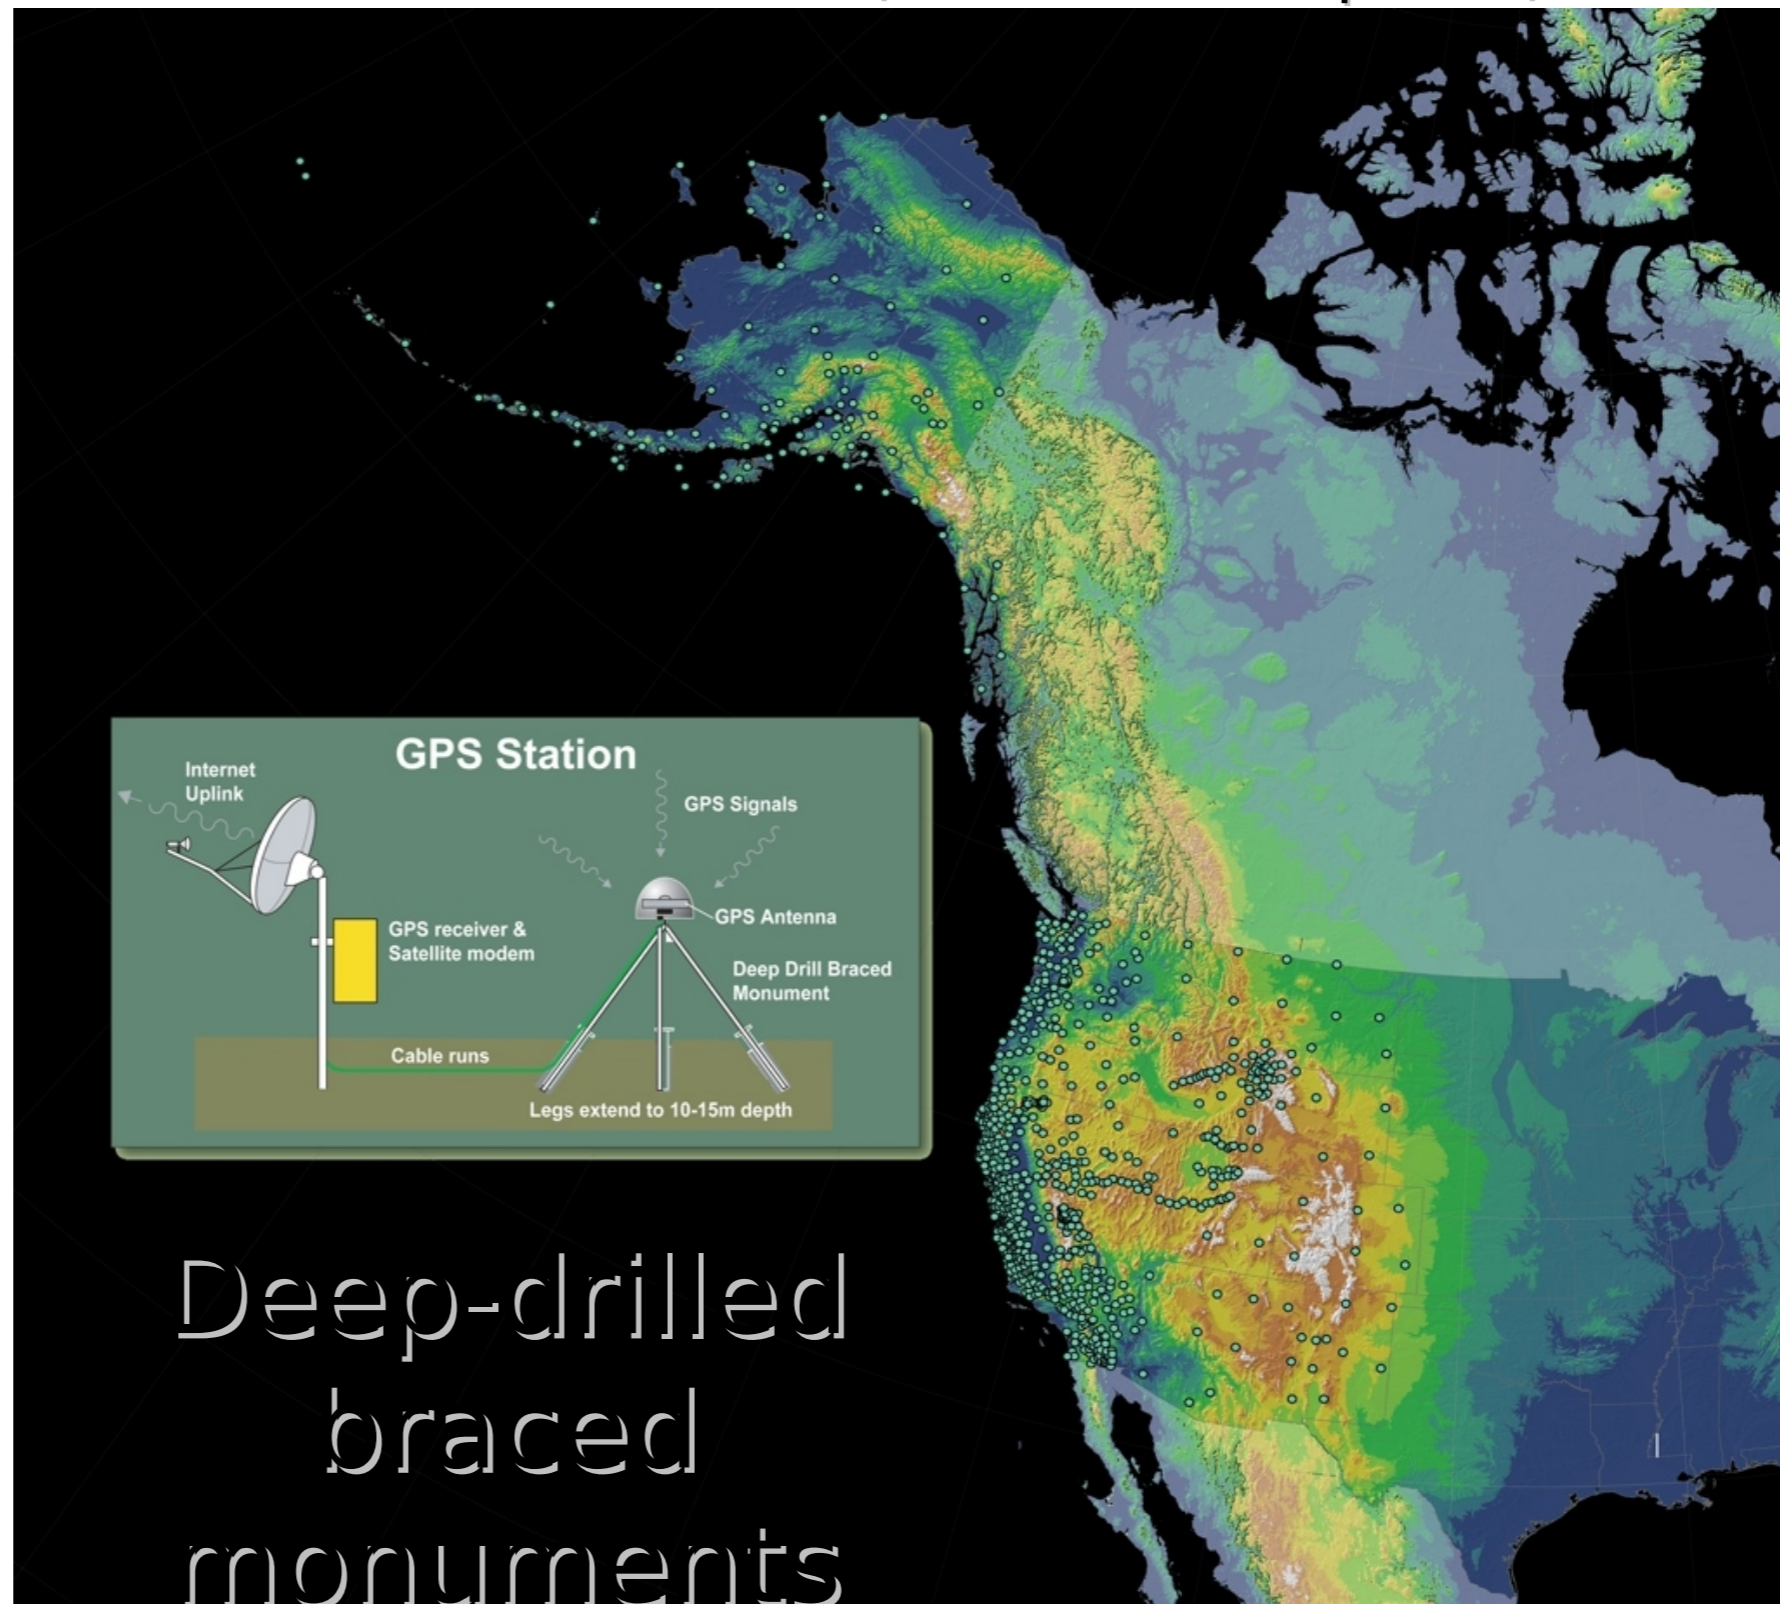 GPS Station
Internet
Uplink
GPS Signals
GPS Antenna
GPS receiver &
Satellite modem
Deep Drill Braced
Monument
Cable runs
Legs extend to 10-15m depth
Deep-drilled
braced
monuments